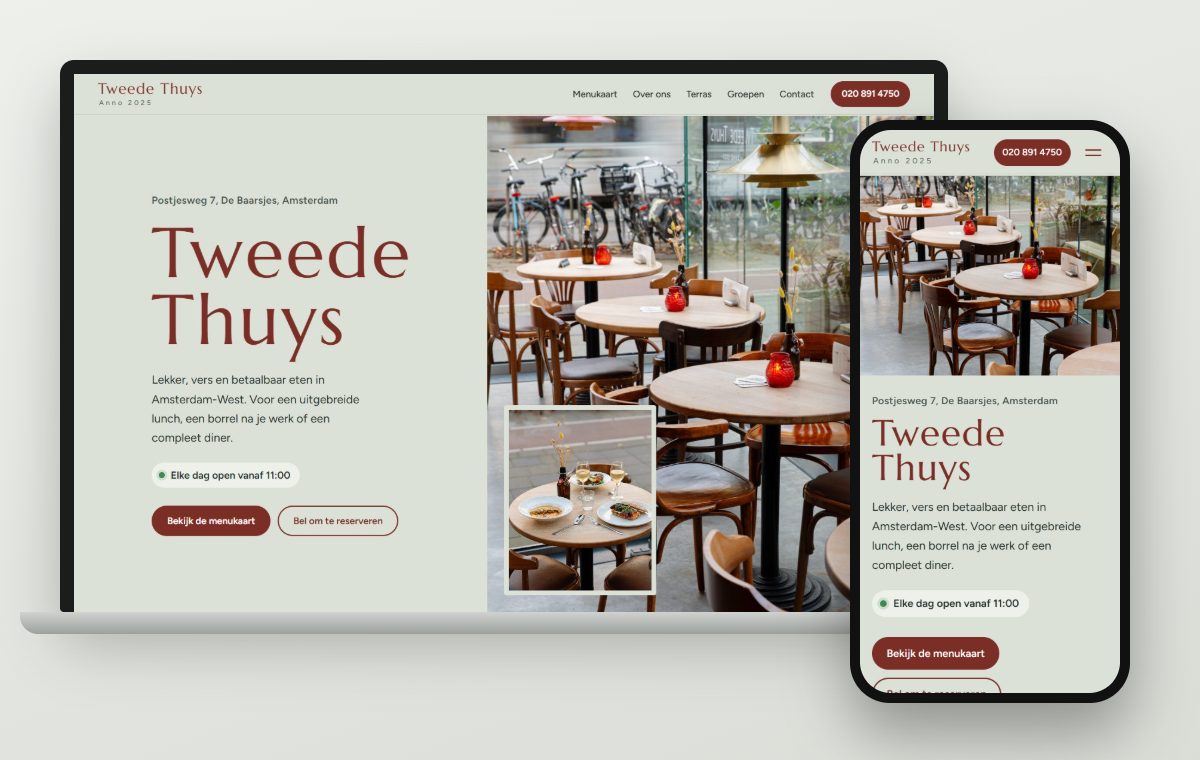 Tweede Thuys
Anno 2025
Menukaart Over ons Terras Groepen Contact 020 891 4750
Postjesweg 7, De Baarsjes, Amsterdam
Tweede
Thuys
Lekker, vers en betaalbaar eten in
Amsterdam-West. Voor een uitgebreide
lunch, een borrel na je werk of een
compleet diner.
Elke dag open vanaf 11:00
Bekijk de menukaart Bel om te reserveren
Tweede Thuys
Anno 2025
020 891 4750
Postjesweg 7, De Baarsjes, Amsterdam
Tweede
Thuys
Lekker, vers en betaalbaar eten in
Amsterdam-West. Voor een uitgebreide
lunch, een borrel na je werk of een
compleet diner.
Elke dag open vanaf 11:00
Bekijk de menukaart
Bel om te reserveren